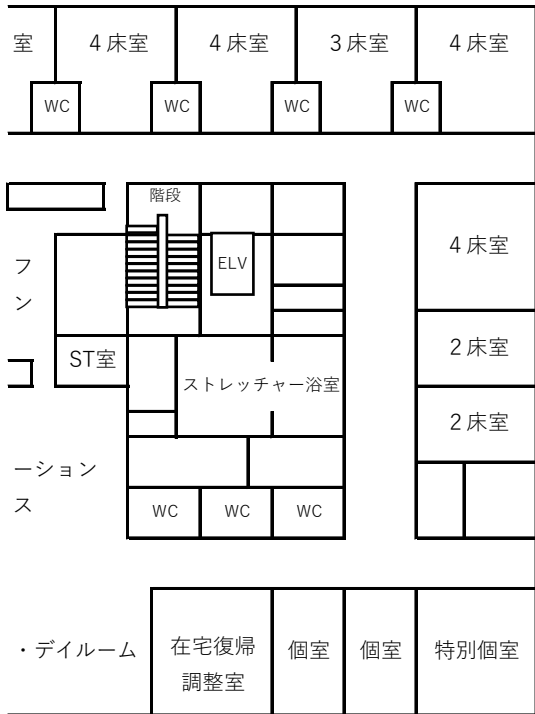 室
４床室
４床室
３床室
４床室
WC
WC
WC
WC
階段
フ
ン
ELV
４床室
ST室
２床室
ストレッチャー浴室
２床室
ーション
ス
WC
WC
WC
・デイルーム
在宅復帰
調整室
個室
個室
特別個室